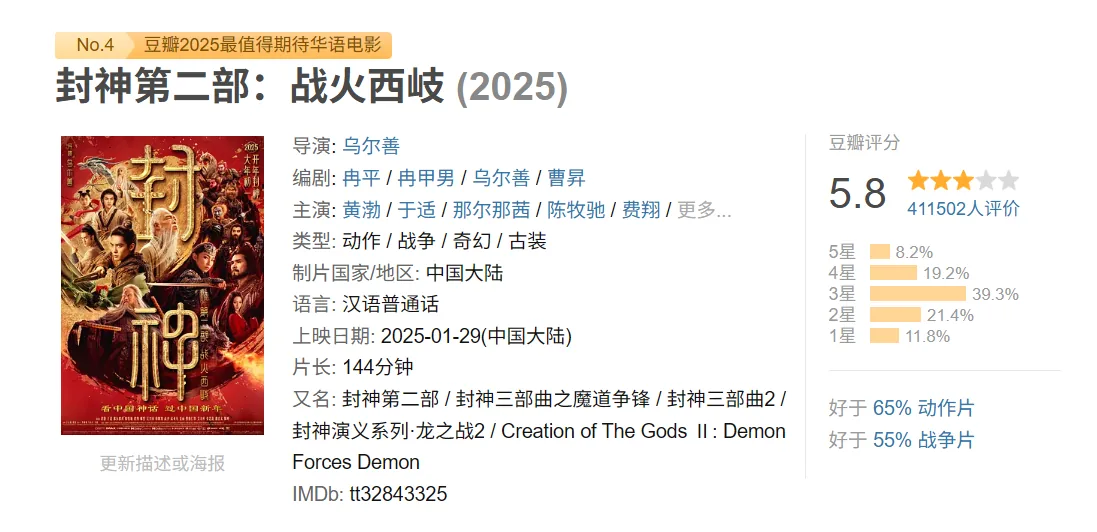 No.4 豆瓣2025最值得期待华语电影
封神第二部：战火西岐 (2025)
2025
封
神
第二部 战火西岐
看中国神话 过中国新年
更新描述或海报
导演: 乌尔善
编剧: 冉平 / 冉甲男 / 乌尔善 / 曹昇
主演: 黄渤 / 于适 / 那尔那茜 / 陈牧驰 / 费翔 / 更多...
类型: 动作 / 战争 / 奇幻 / 古装
制片国家/地区: 中国大陆
语言: 汉语普通话
上映日期: 2025-01-29(中国大陆)
片长: 144分钟
又名: 封神第二部 / 封神三部曲之魔道争锋 / 封神三部曲2 /
封神演义系列·龙之战2 / Creation of The Gods Ⅱ: Demon
Forces Demon
IMDb: tt32843325
豆瓣评分
5.8
411502人评价
5星 8.2%
4星 19.2%
3星 39.3%
2星 21.4%
1星 11.8%
好于 65% 动作片
好于 55% 战争片